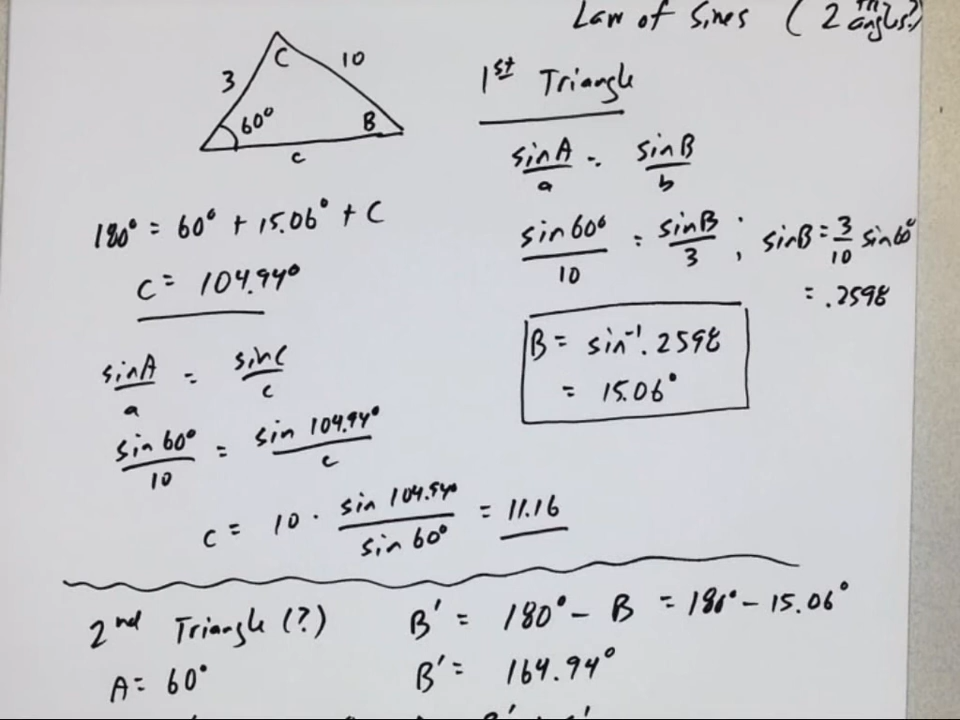 Law of Sines (2
angles?)
C
3
10
60°
B
c
1st Triangle
sinA/a = sinB/b
sin60°/10 = sinB/3 ; sinB = 3/10 sin60°
= .2598
B = sin⁻¹ .2598
= 15.06°
180° = 60° + 15.06° + C
C = 104.94°
sinA/a = sinC/c
sin60°/10 = sin 104.94°/c
c = 10 · sin 104.94°/sin 60° = 11.16
2nd Triangle (?)
A = 60°
B' = 180° - B = 180° - 15.06°
B' = 164.94°